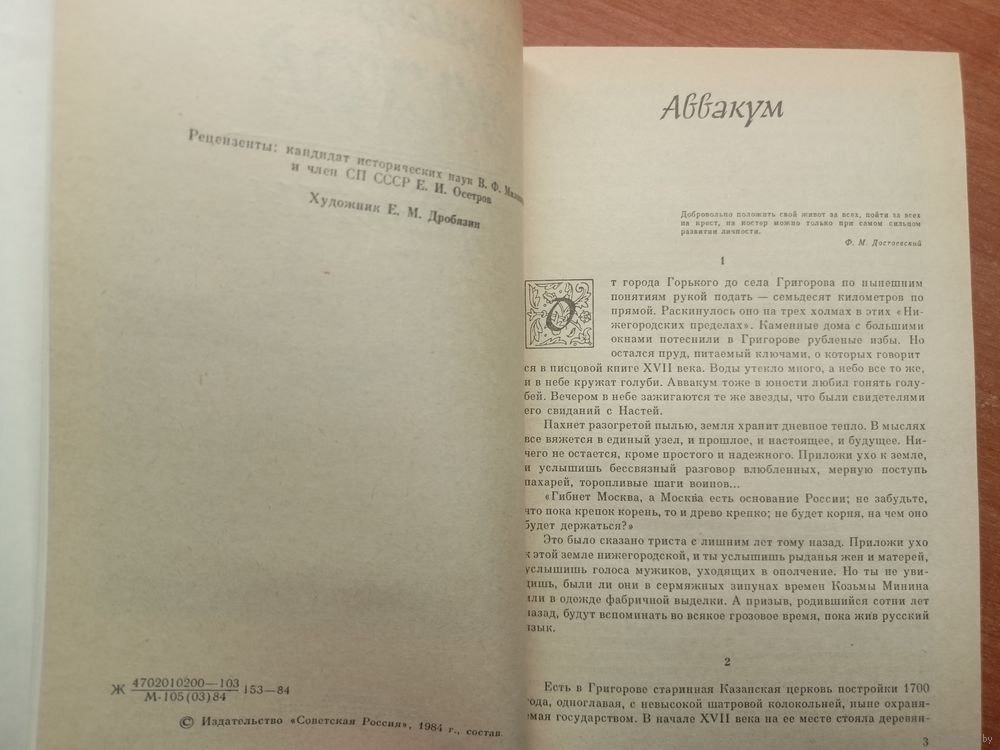 Рецензенты: кандидат исторических наук В. Ф.
и член СП СССР Е. И. Осетров
Художник Е. М. Дробязин
Ж 4702010200—103 153—84
М-105(03)84
© Издательство «Советская Россия», 1984 г., состав.
Аввакум
Добровольно положить свой живот за всех, пойти за всех
на крест, на костер можно только при самом сильном
развитии личности.
Ф. М. Достоевский
1
От города Горького до села Григорова по нынешним
понятиям рукой подать — семьдесят километров по
прямой. Раскинулось оно на трех холмах в этих «Ни-
жегородских пределах». Каменные дома с большими
окнами потеснили в Григорове рубленые избы. Но
остался пруд, питаемый ключами, о которых говорит
ся в писцовой книге XVII века. Воды утекло много, а небо все то же,
и в небе кружат голуби. Аввакум тоже в юности любил гонять голу-
бей. Вечером в небе зажигаются те же звезды, что были свидетелями
его свиданий с Настей.
Пахнет разогретой пылью, земля хранит дневное тепло. В мыслях
все вяжется в единый узел, и прошлое, и настоящее, и будущее. Ни-
чего не остается, кроме простого и надежного. Приложи ухо к земле,
и услышишь бессвязный разговор влюбленных, мерную поступь
пахарей, торопливые шаги воинов...
«Гибнет Москва, а Москва есть основание России; не забудьте,
что пока крепок корень, то и древо крепко; не будет корня, на чем оно
будет держаться?»
Это было сказано триста с лишним лет тому назад. Приложи ухо
к этой земле нижегородской, и ты услышишь рыданья жен и матерей,
услышишь голоса мужиков, уходящих в ополчение. Но ты не уви-
дишь, были ли они в сермяжных зипунах времен Козьмы Минина
или в одежде фабричной выделки. А призыв, родившийся сотни лет
назад, будут вспоминать во всякое грозовое время, пока жив русский
язык.
2
Есть в Григорове старинная Казанская церковь постройки 1700
года, одноглавая, с невысокой шатровой колокольней, ныне охраня-
емая государством. В начале XVII века на ее месте стояла деревян-
3